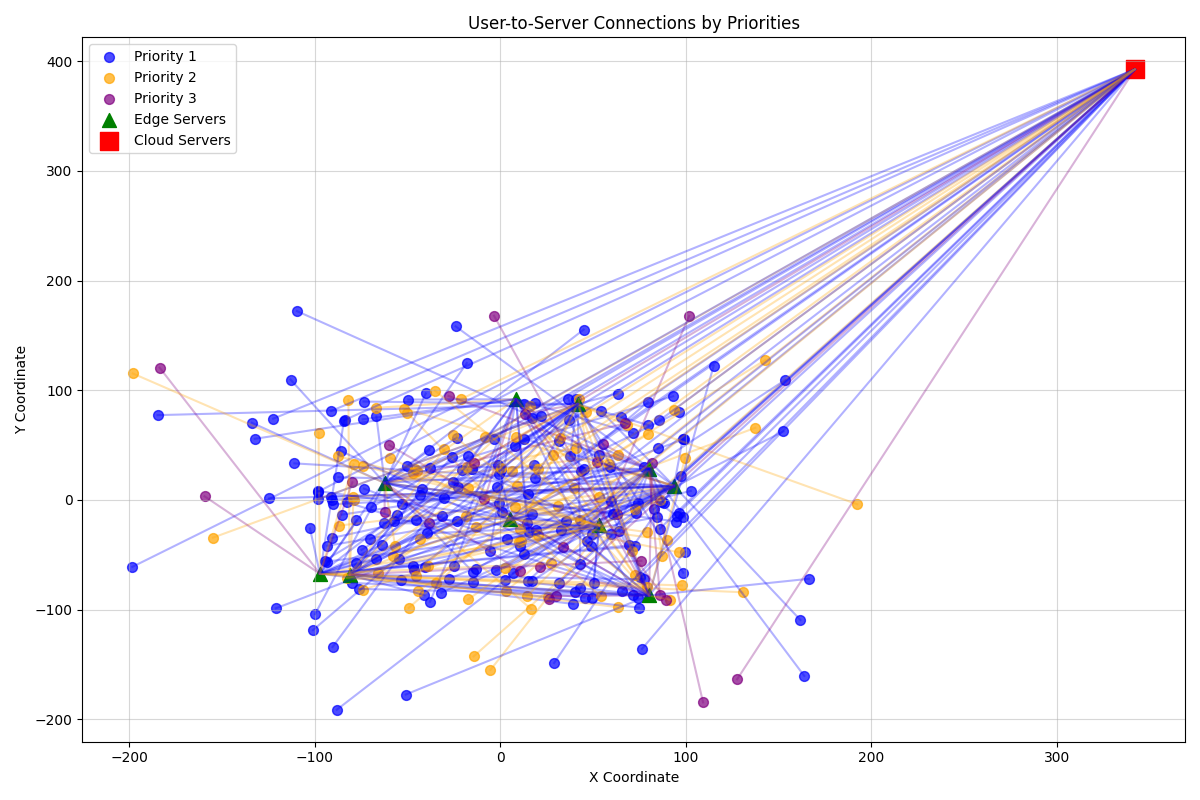 User-to-Server Connections by Priorities
Priority 1
Priority 2
Priority 3
Edge Servers
Cloud Servers
400
300
200
100
0
−100
−200
Y Coordinate
−200
−100
0
100
200
300
X Coordinate